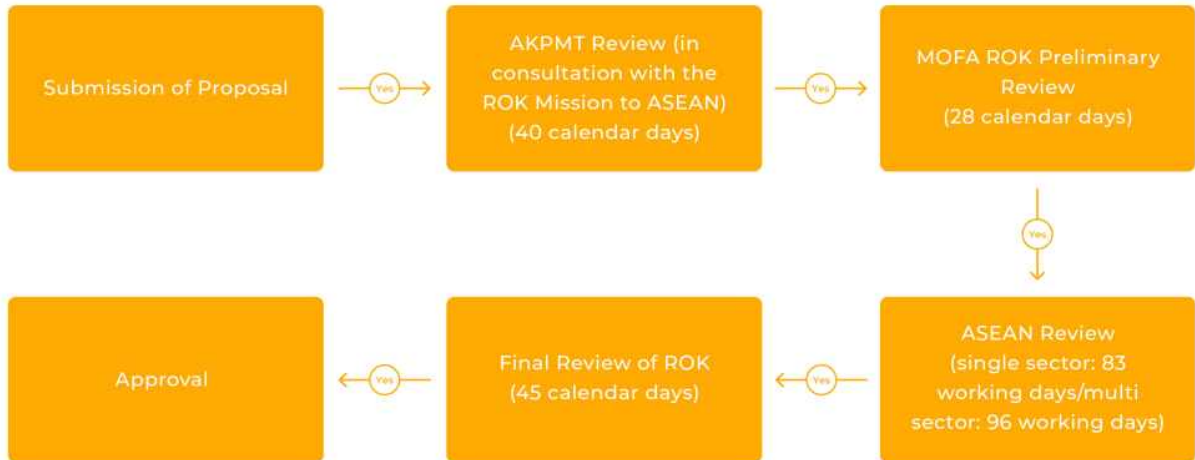 Submission of Proposal
Yes
AKPMT Review (in
consultation with the
ROK Mission to ASEAN)
(40 calendar days)
Yes
MOFA ROK Preliminary
Review
(28 calendar days)
Yes
ASEAN Review
(single sector: 83
working days/multi
sector: 96 working days)
Yes
Final Review of ROK
(45 calendar days)
Yes
Approval